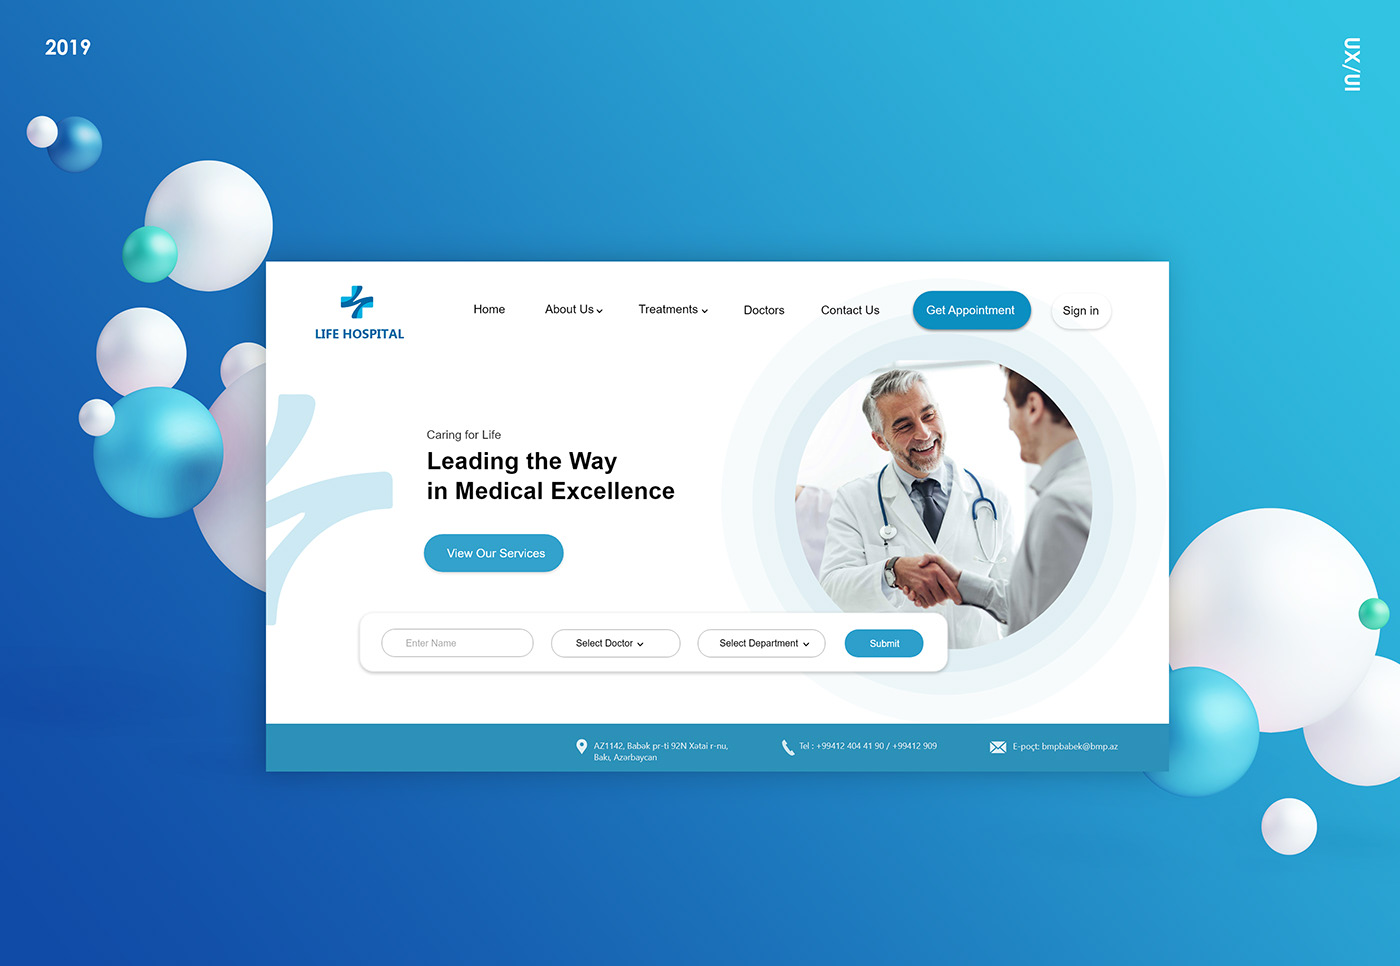 2019
UX/UI
LIFE HOSPITAL
Home
About Us
Treatments
Doctors
Contact Us
Get Appointment
Sign in
Caring for Life
Leading the Way
in Medical Excellence
View Our Services
Enter Name
Select Doctor
Select Department
Submit
AZ1142, Babək pr-ti 92N Xətai r-nu,
Bakı, Azərbaycan
Tel : +99412 404 41 90 / +99412 909
E-poçt: bmpbabek@bmp.az